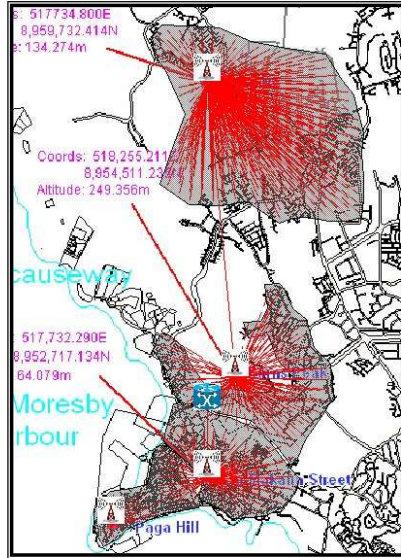 s: 517734.800E
8,959,732.414N
e: 134.274m
Coords: 518,255.211
8,954,511.23
Altitude: 249.356m
causeway
517,732.290E
8,952,717.134N
64.079m
Moresby
rbour
Street
Paga Hill